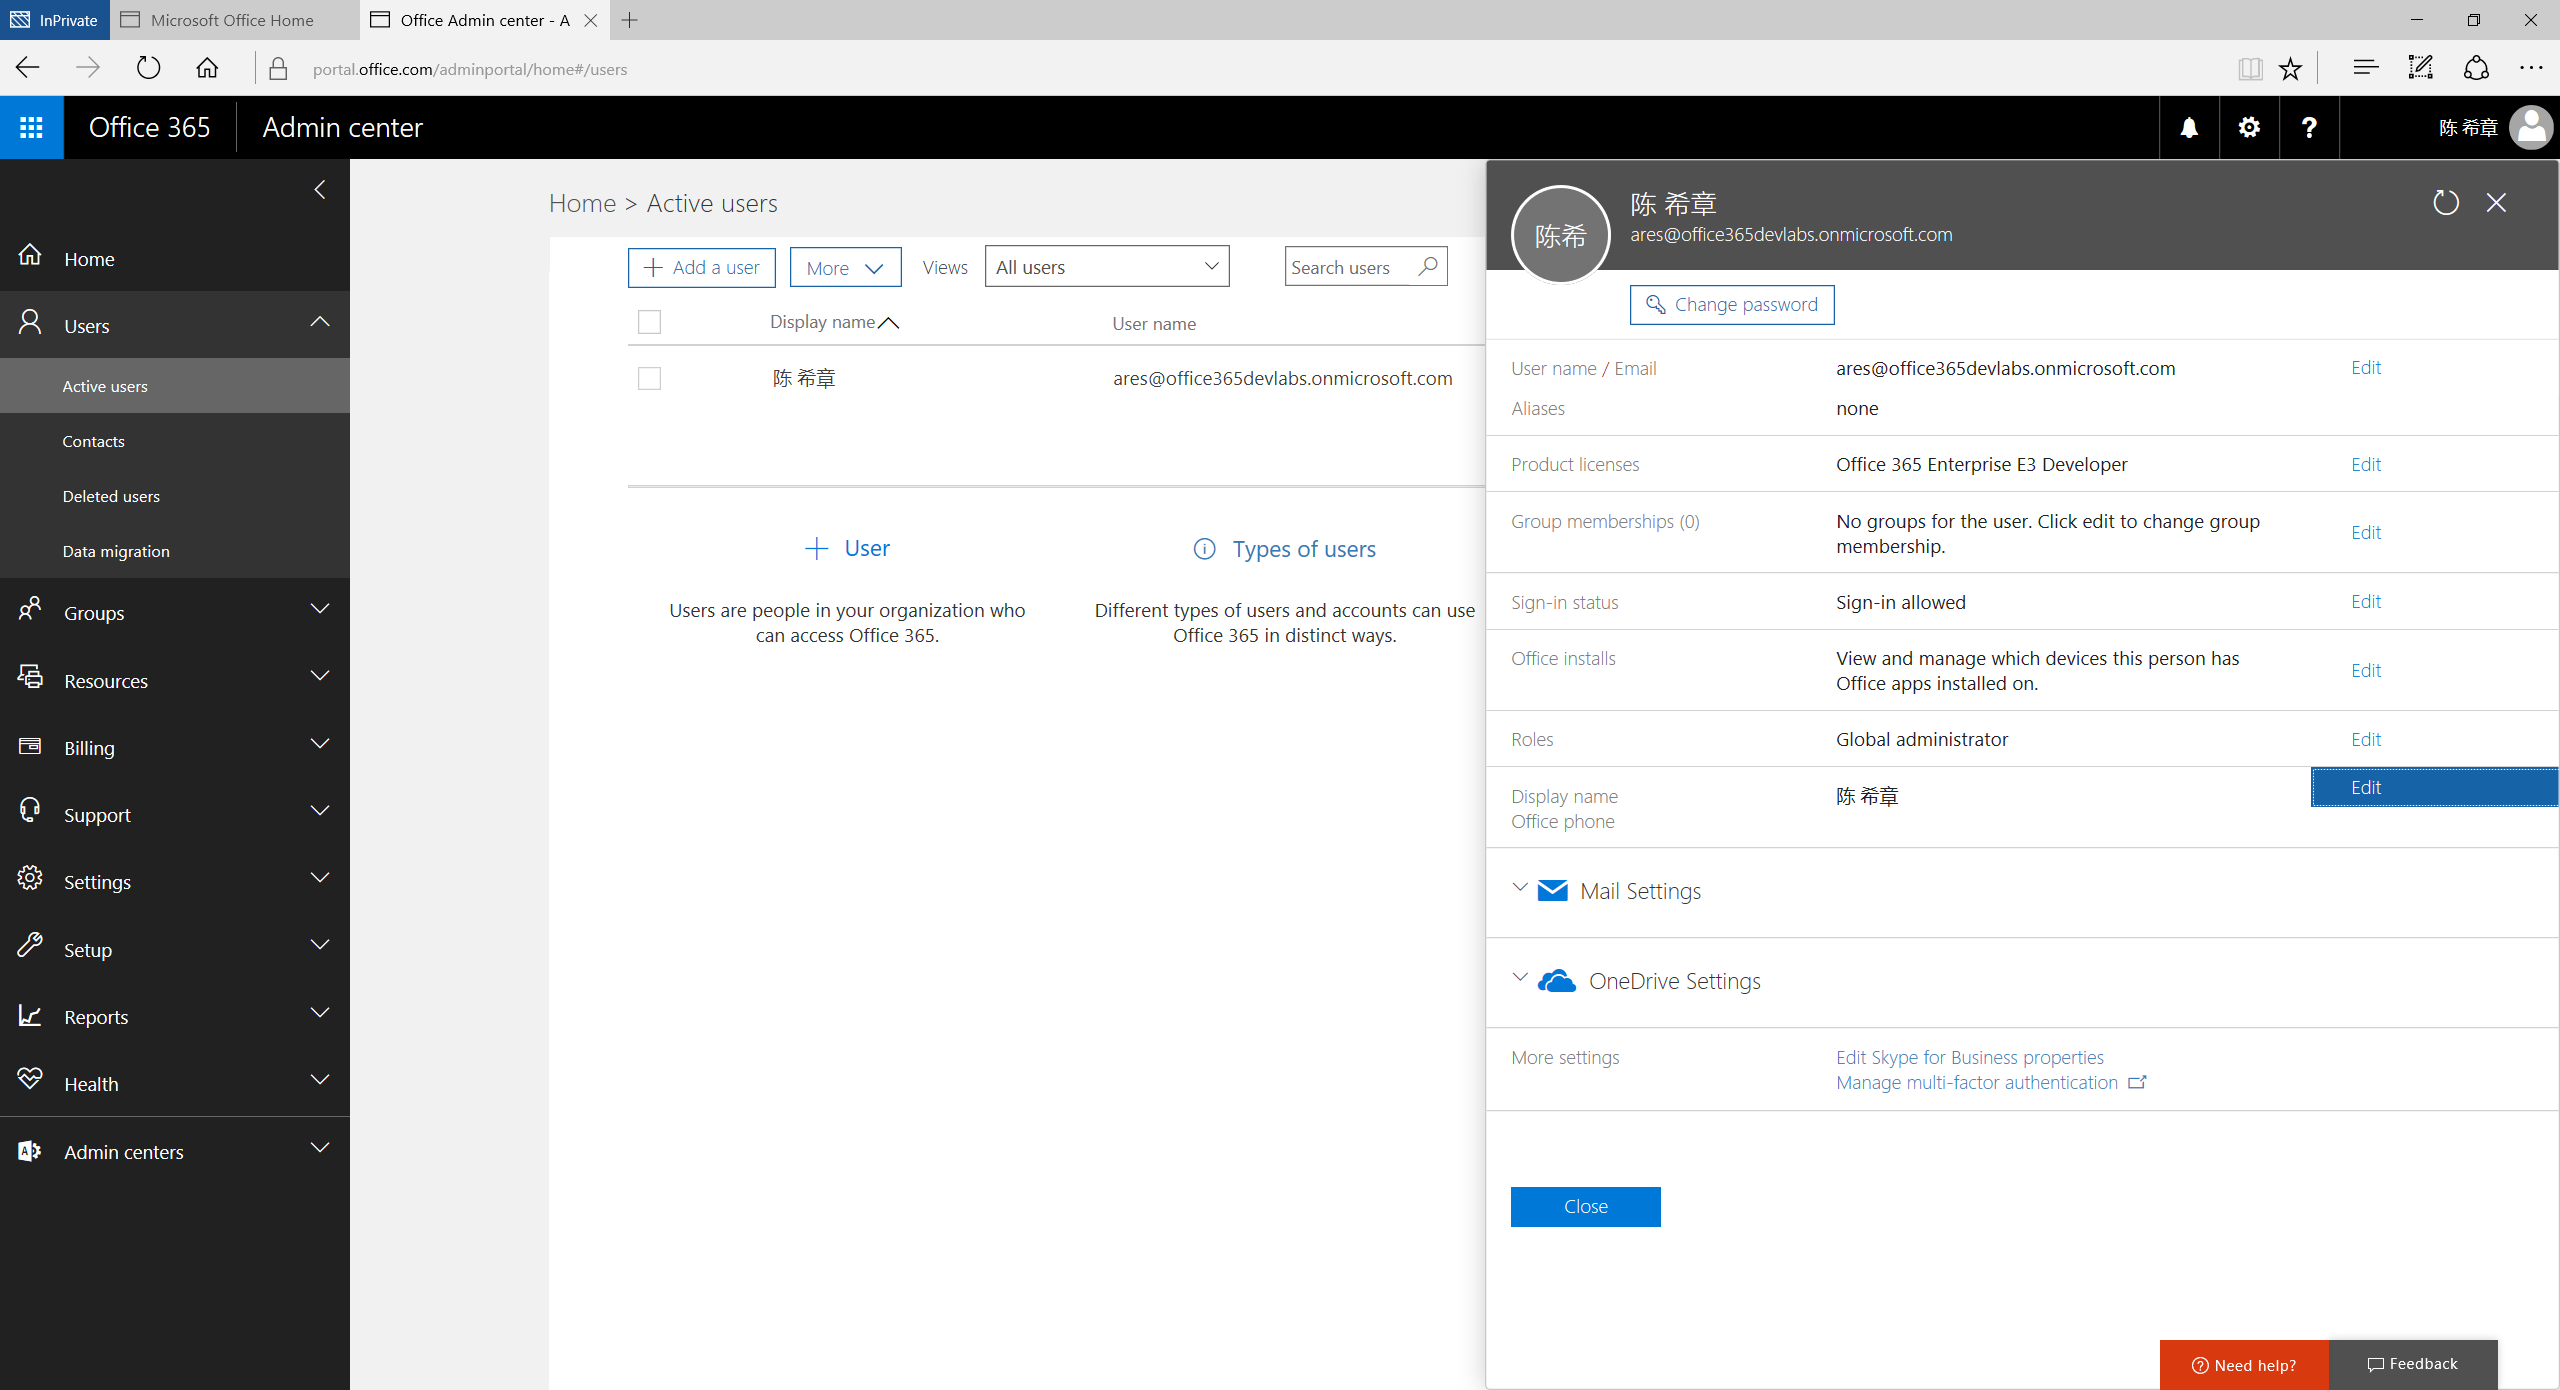 InPrivate
Microsoft Office Home
Office Admin center - A
portal.office.com/adminportal/home#/users
Office 365
Admin center
陈 希章
Home
Users
Active users
Contacts
Deleted users
Data migration
Groups
Resources
Billing
Support
Settings
Setup
Reports
Health
Admin centers
Home > Active users
Add a user
More
Views
All users
Search users
Display name
User name
陈 希章
ares@office365devlabs.onmicrosoft.com
User
Users are people in your organization who
can access Office 365.
Types of users
Different types of users and accounts can use
Office 365 in distinct ways.
陈希
陈 希章
ares@office365devlabs.onmicrosoft.com
Change password
User name / Email
ares@office365devlabs.onmicrosoft.com
Edit
Aliases
none
Product licenses
Office 365 Enterprise E3 Developer
Edit
Group memberships (0)
No groups for the user. Click edit to change group
membership.
Edit
Sign-in status
Sign-in allowed
Edit
Office installs
View and manage which devices this person has
Office apps installed on.
Edit
Roles
Global administrator
Edit
Display name
陈 希章
Edit
Office phone
Mail Settings
OneDrive Settings
More settings
Edit Skype for Business properties
Manage multi-factor authentication
Close
Need help?
Feedback